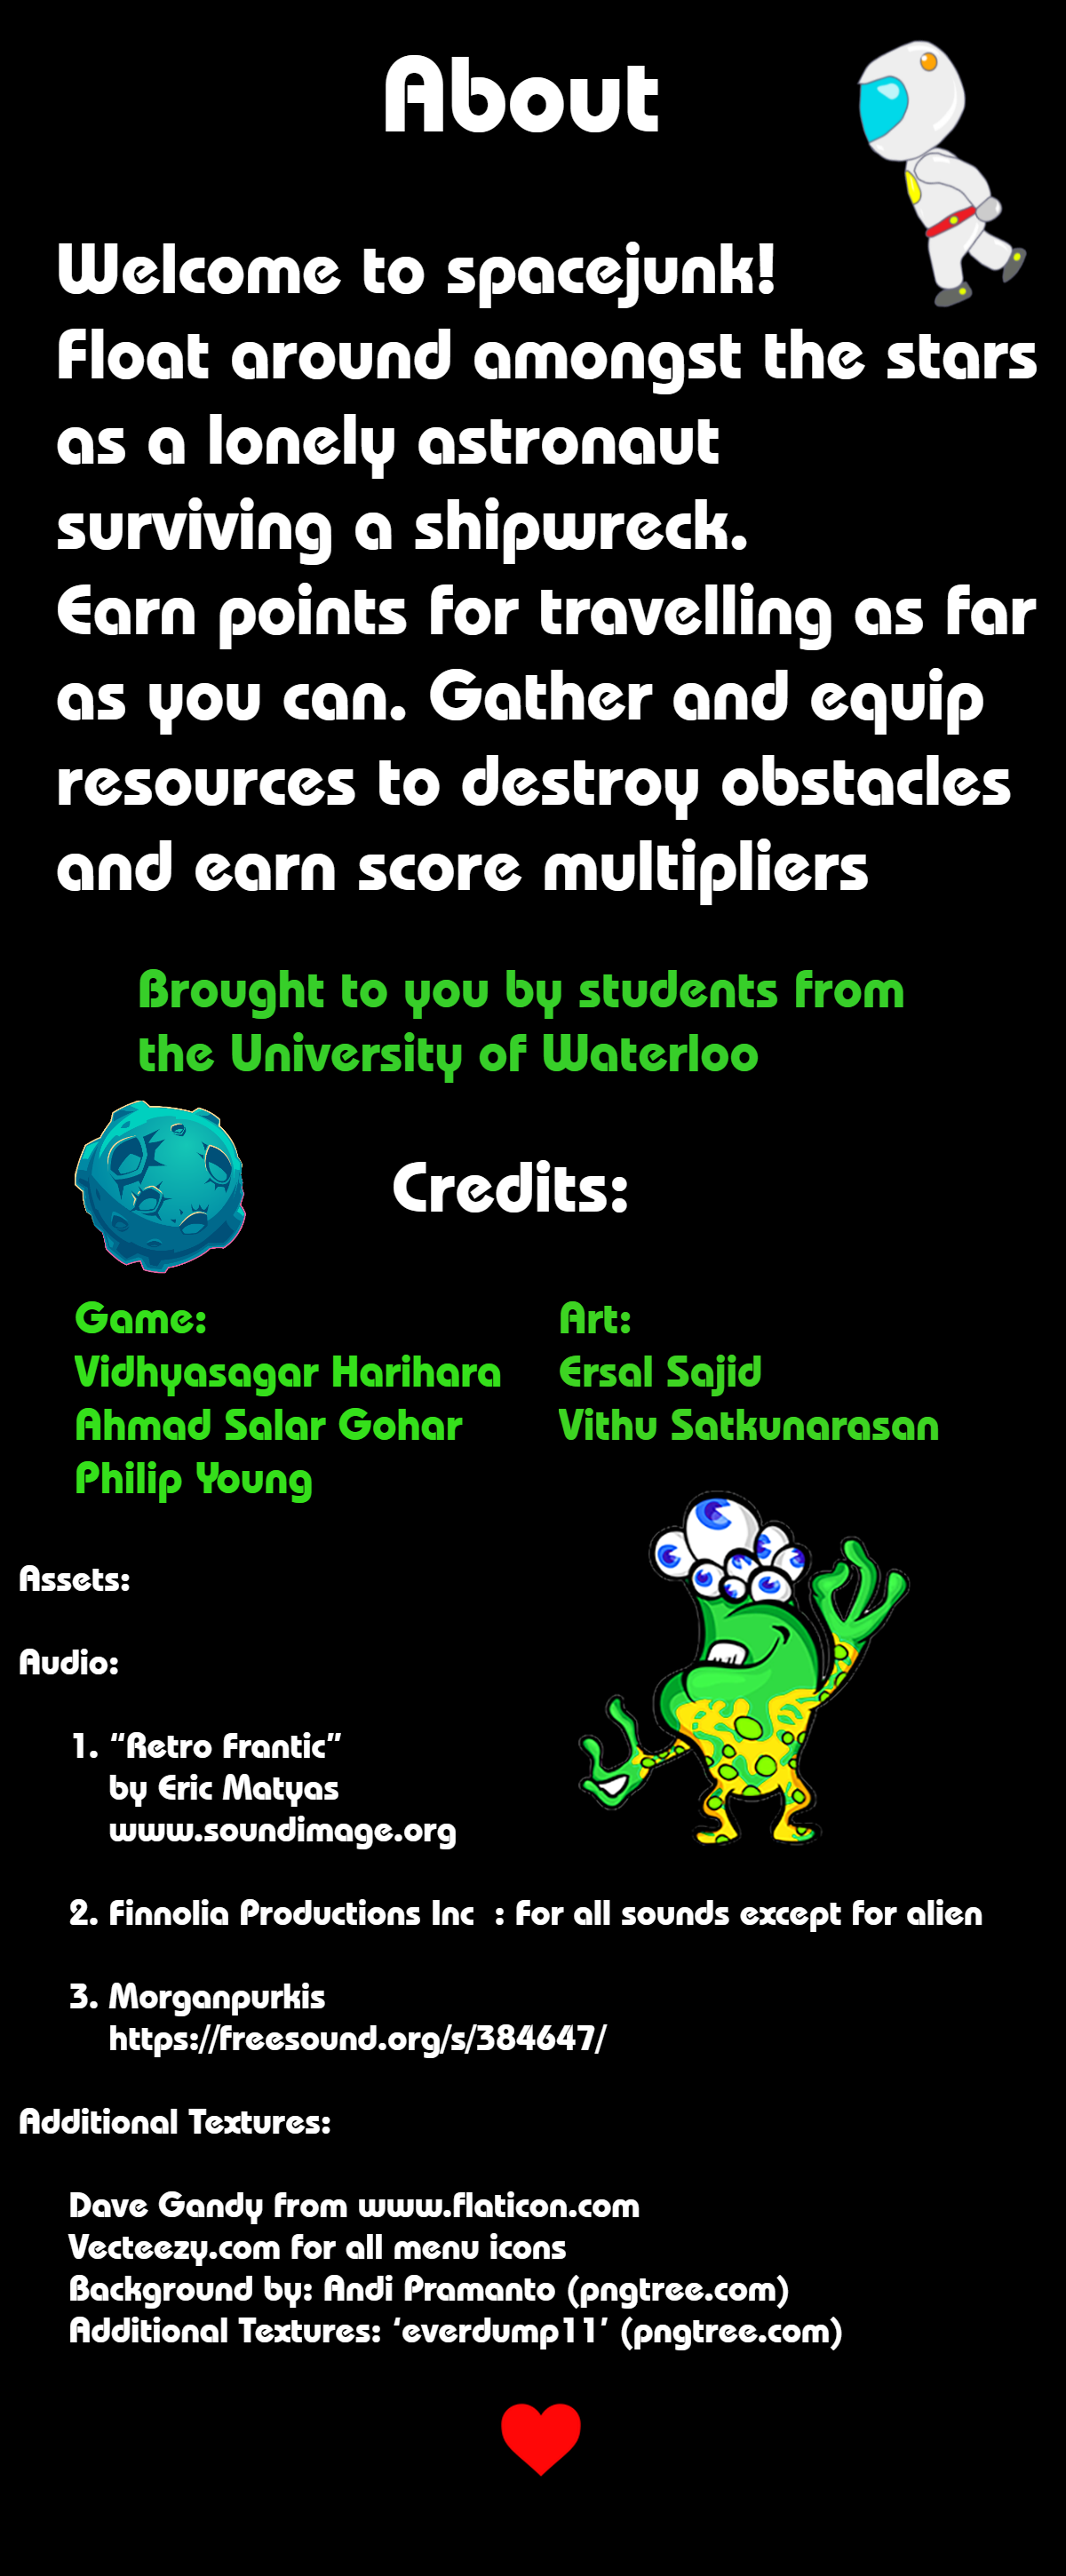 About
Welcome to spacejunk!
Float around amongst the stars
as a lonely astronaut
surviving a shipwreck.
Earn points for travelling as far
as you can. Gather and equip
resources to destroy obstacles
and earn score multipliers
Brought to you by students from
the University of Waterloo
Credits:
Game:
Vidhyasagar Harihara
Ahmad Salar Gohar
Philip Young
Art:
Ersal Sajid
Vithu Satkunarasan
Assets:
Audio:
1. “Retro Frantic”
by Eric Matyas
www.soundimage.org
2. Finnolia Productions Inc  : For all sounds except for alien
3. Morganpurkis
https://freesound.org/s/384647/
Additional Textures:
Dave Gandy from www.flaticon.com
Vecteezy.com for all menu icons
Background by: Andi Pramanto (pngtree.com)
Additional Textures: ‘everdump11’ (pngtree.com)